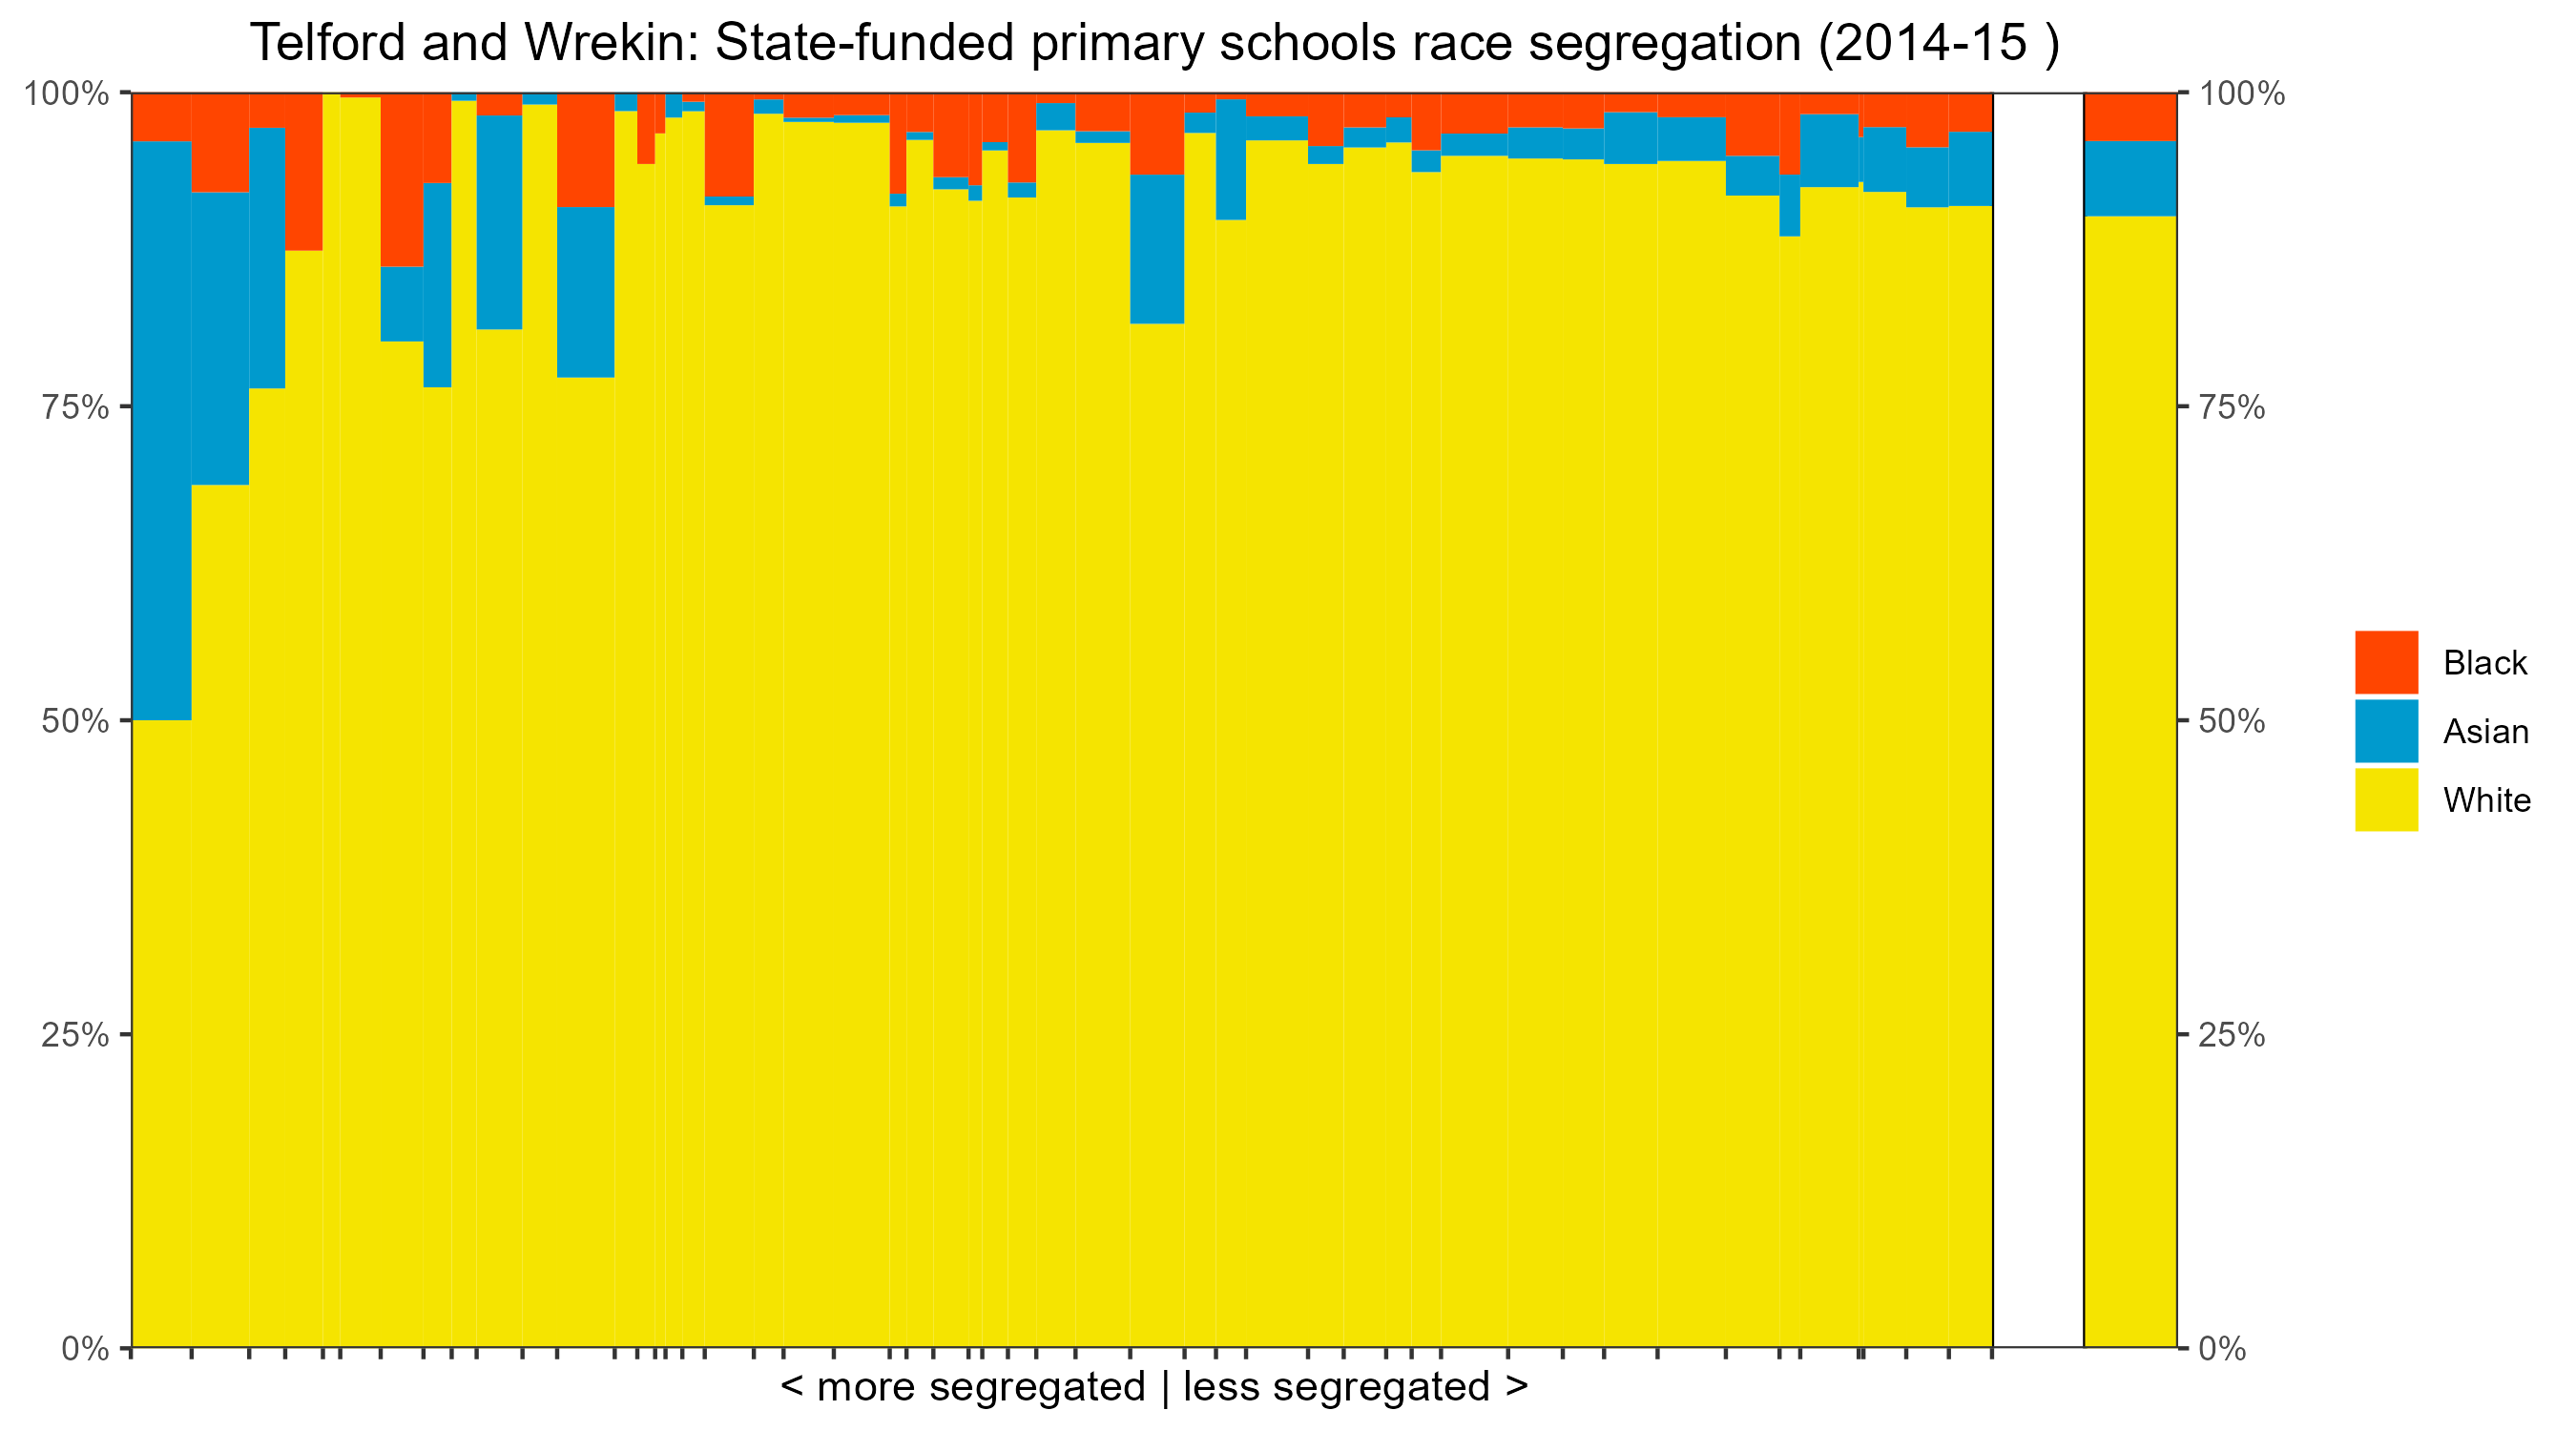 Telford and Wrekin: State-funded primary schools race segregation (2014-15 )
100%
100%
75%
75%
50%
50%
25%
25%
0%
0%
Black
Asian
White
< more segregated | less segregated >